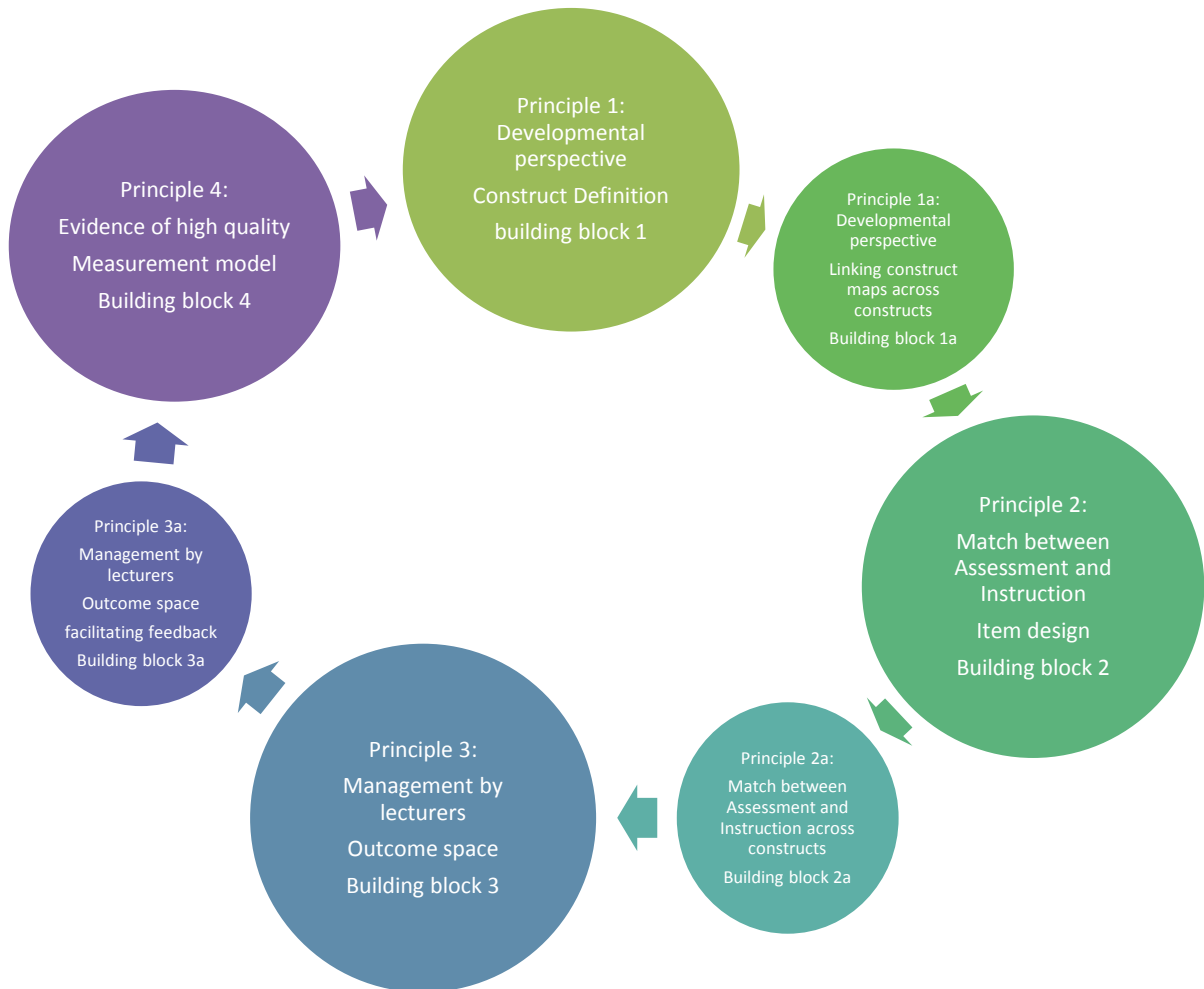 Principle 1:
Developmental
perspective
Construct Definition
building block 1
Principle 1a:
Developmental
perspective
Linking construct
maps across
constructs
Building block 1a
Principle 2:
Match between
Assessment and
Instruction
Item design
Building block 2
Principle 2a:
Match between
Assessment and
Instruction across
constructs
Building block 2a
Principle 3:
Management by
lecturers
Outcome space
Building block 3
Principle 3a:
Management by
lecturers
Outcome space
facilitating feedback
Building block 3a
Principle 4:
Evidence of high quality
Measurement model
Building block 4